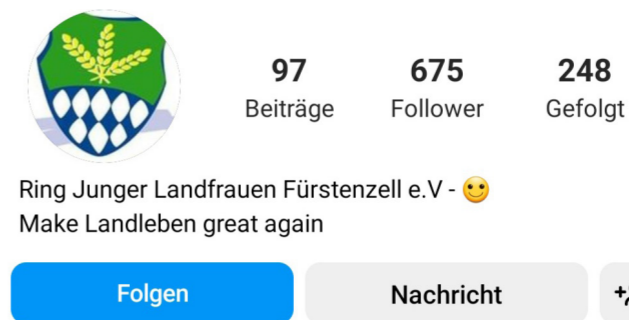 97 675 248
Beiträge Follower Gefolgt
Ring Junger Landfrauen Fürstenzell e.V - 🙂
Make Landleben great again
Folgen Nachricht